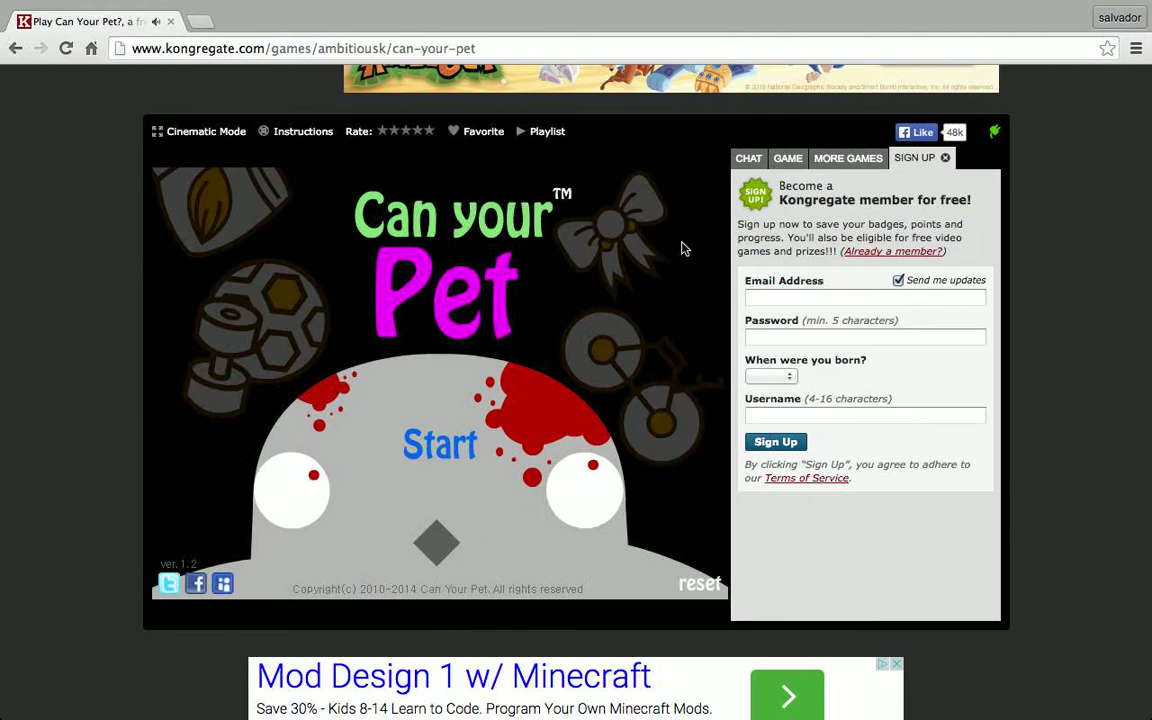 Play Can Your Pet?, a fr
salvador
www.kongregate.com/games/ambitiousk/can-your-pet
Cinematic Mode
Instructions
Rate:
Favorite
Playlist
Like
48k
CHAT
GAME
MORE GAMES
SIGN UP
Can your™
Pet
Start
ver. 1.2
Copyright(c) 2010-2014 Can Your Pet. All rights reserved
reset
SIGN UP!
Become a
Kongregate member for free!
Sign up now to save your badges, points and
progress. You'll also be eligible for free video
games and prizes!!! (Already a member?)
Email Address
Send me updates
Password (min. 5 characters)
When were you born?
Username (4-16 characters)
Sign Up
By clicking "Sign Up", you agree to adhere to
our Terms of Service.
Mod Design 1 w/ Minecraft
Save 30% - Kids 8-14 Learn to Code. Program Your Own Minecraft Mods.